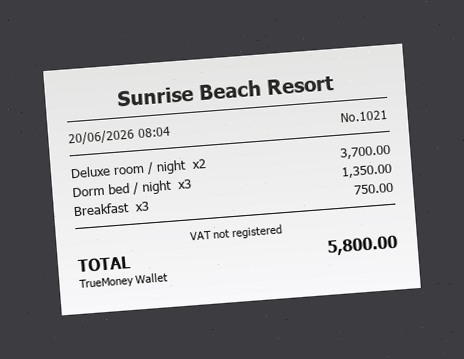 Sunrise Beach Resort
20/06/2026 08:04 No.1021
Deluxe room / night x2 3,700.00
Dorm bed / night x3 1,350.00
Breakfast x3 750.00
VAT not registered
TOTAL 5,800.00
TrueMoney Wallet